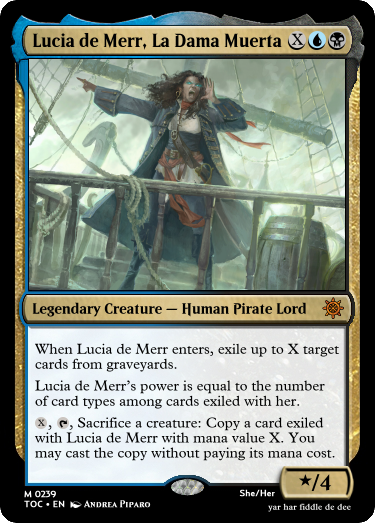 Lucia de Merr, La Dama Muerta X
Legendary Creature — Human Pirate Lord
When Lucia de Merr enters, exile up to X target
cards from graveyards.
Lucia de Merr's power is equal to the number
of card types among cards exiled with her.
X, , Sacrifice a creature: Copy a card exiled
with Lucia de Merr with mana value X. You
may cast the copy without paying its mana cost.
★/4
M 0239
She/Her
TOC • EN Andrea Piparo
yar har fiddle de dee